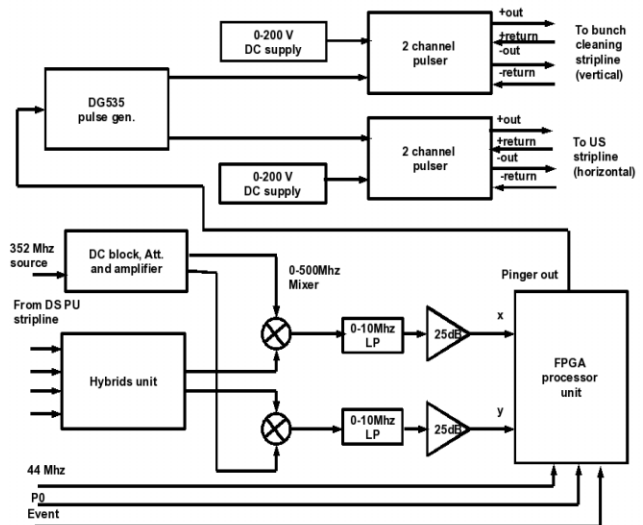 +out
+return
-out
-return
To bunch
cleaning
stripline
(vertical)
0-200 V
DC supply
2 channel
pulser
DG535
pulse gen.
+out
+return
-out
-return
To US
stripline
(horizontal)
2 channel
pulser
0-200 V
DC supply
352 Mhz
source
DC block, Att.
and amplifier
0-500Mhz
Mixer
Pinger out
From DS PU
stripline
Hybrids unit
0-10Mhz
LP
25dB
x
FPGA
processor
unit
0-10Mhz
LP
25dB
y
44 Mhz
P0
Event